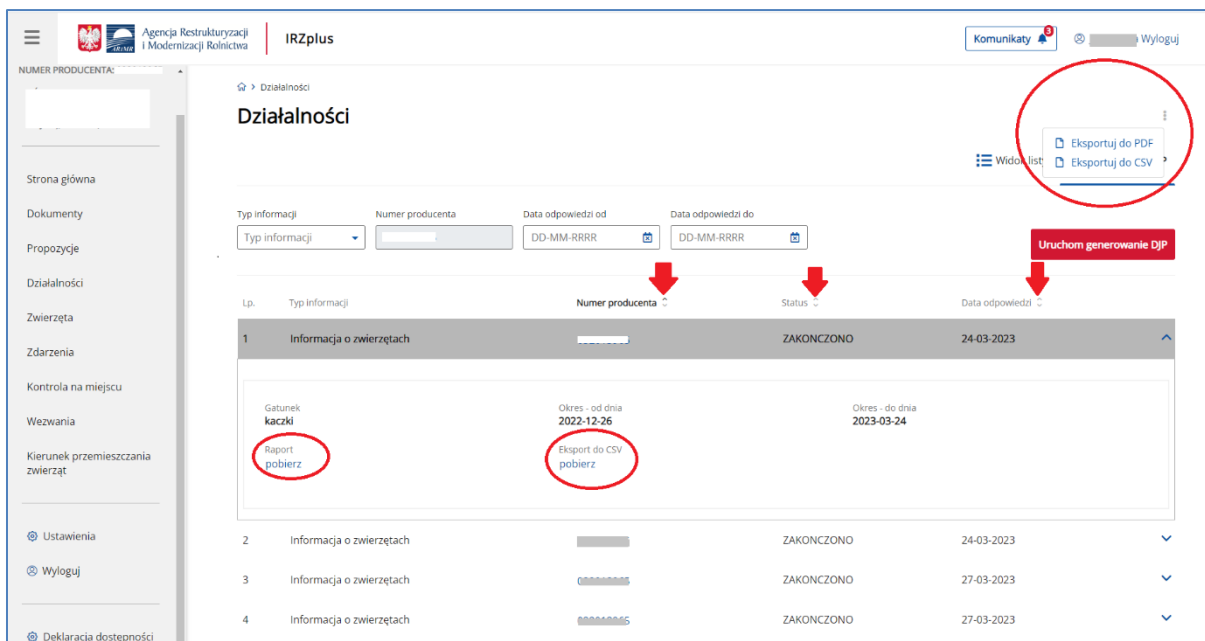 Agencja Restrukturyzacji
i Modernizacji Rolnictwa
ARiMR
IRZplus
Komunikaty 3
Wyloguj
NUMER PRODUCENTA:
Działalności
Działalności
Eksportuj do PDF
Widok listy
Eksportuj do CSV
Strona główna
Dokumenty
Propozycje
Działalności
Zwierzęta
Zdarzenia
Kontrola na miejscu
Wezwania
Kierunek przemieszczania
zwierząt
Ustawienia
Wyloguj
Deklaracja dostępności
Typ informacji Numer producenta Data odpowiedzi od Data odpowiedzi do
Typ informacji DD-MM-RRRR DD-MM-RRRR
Uruchom generowanie DJP
Lp. Typ informacji Numer producenta Status Data odpowiedzi
1 Informacja o zwierzętach ZAKONCZONO 24-03-2023
Gatunek Okres - od dnia Okres - do dnia
kaczki 2022-12-26 2023-03-24
Raport Eksport do CSV
pobierz pobierz
2 Informacja o zwierzętach ZAKONCZONO 24-03-2023
3 Informacja o zwierzętach ZAKONCZONO 27-03-2023
4 Informacja o zwierzętach ZAKONCZONO 27-03-2023